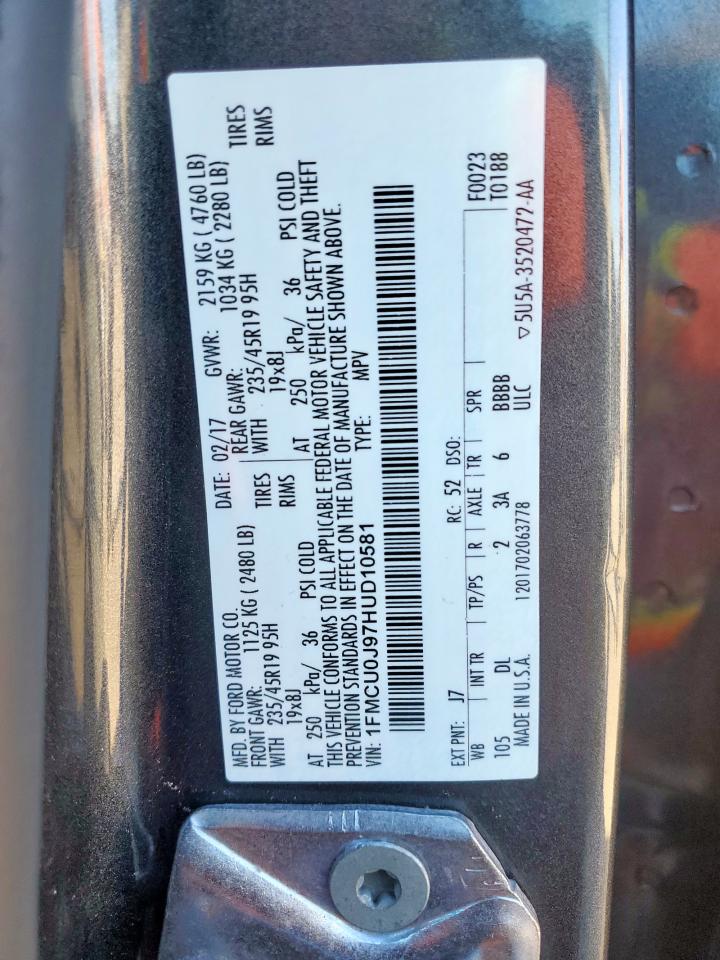 MFD. BY FORD MOTOR CO. DATE: 02/17 GVWR: 2159 KG ( 4760 LB)
FRONT GAWR: 1125 KG ( 2480 LB) REAR GAWR: 1034 KG ( 2280 LB)
WITH 235/45R19 95H TIRES WITH 235/45R19 95H TIRES
19x8J RIMS 19x8J RIMS
AT 250 kPa/ 36 PSI COLD AT 250 kPa/ 36 PSI COLD
THIS VEHICLE CONFORMS TO ALL APPLICABLE FEDERAL MOTOR VEHICLE SAFETY AND THEFT
PREVENTION STANDARDS IN EFFECT ON THE DATE OF MANUFACTURE SHOWN ABOVE.
VIN: 1FMCU0J97HUD10581 TYPE: MPV
EXT PNT: J7 RC: 52 DSO: F0023
WB INT TR TP/PS R AXLE TR SPR T0188
105 DL 2 3A 6 BBBB
MADE IN U.S.A. 1201702063778 ULC ▽ 5U5A-3520472-AA